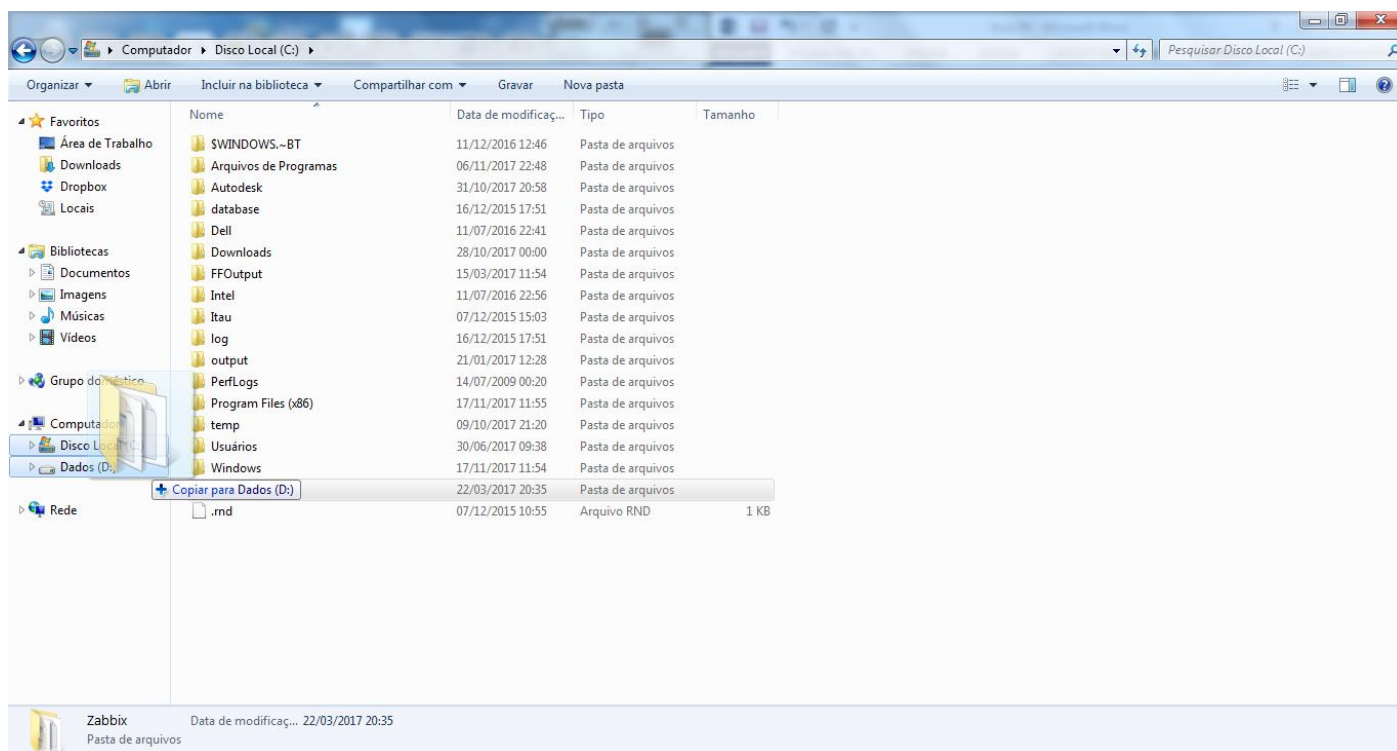 Computador ▸ Disco Local (C:) ▸
Pesquisar Disco Local (C:)
Organizar Abrir Incluir na biblioteca Compartilhar com Gravar Nova pasta
Favoritos
Área de Trabalho
Downloads
Dropbox
Locais
Bibliotecas
Documentos
Imagens
Músicas
Vídeos
Grupo doméstico
Computador
Disco Local (C:)
Dados (D:)
Rede
Nome Data de modificaç... Tipo Tamanho
$WINDOWS.~BT 11/12/2016 12:46 Pasta de arquivos
Arquivos de Programas 06/11/2017 22:48 Pasta de arquivos
Autodesk 31/10/2017 20:58 Pasta de arquivos
database 16/12/2015 17:51 Pasta de arquivos
Dell 11/07/2016 22:41 Pasta de arquivos
Downloads 28/10/2017 00:00 Pasta de arquivos
FFOutput 15/03/2017 11:54 Pasta de arquivos
Intel 11/07/2016 22:56 Pasta de arquivos
Itau 07/12/2015 15:03 Pasta de arquivos
log 16/12/2015 17:51 Pasta de arquivos
output 21/01/2017 12:28 Pasta de arquivos
PerfLogs 14/07/2009 00:20 Pasta de arquivos
Program Files (x86) 17/11/2017 11:55 Pasta de arquivos
temp 09/10/2017 21:20 Pasta de arquivos
Usuários 30/06/2017 09:38 Pasta de arquivos
Windows 17/11/2017 11:54 Pasta de arquivos
Copiar para Dados (D:) 22/03/2017 20:35 Pasta de arquivos
.rnd 07/12/2015 10:55 Arquivo RND 1 KB
Zabbix Data de modificaç... 22/03/2017 20:35
Pasta de arquivos